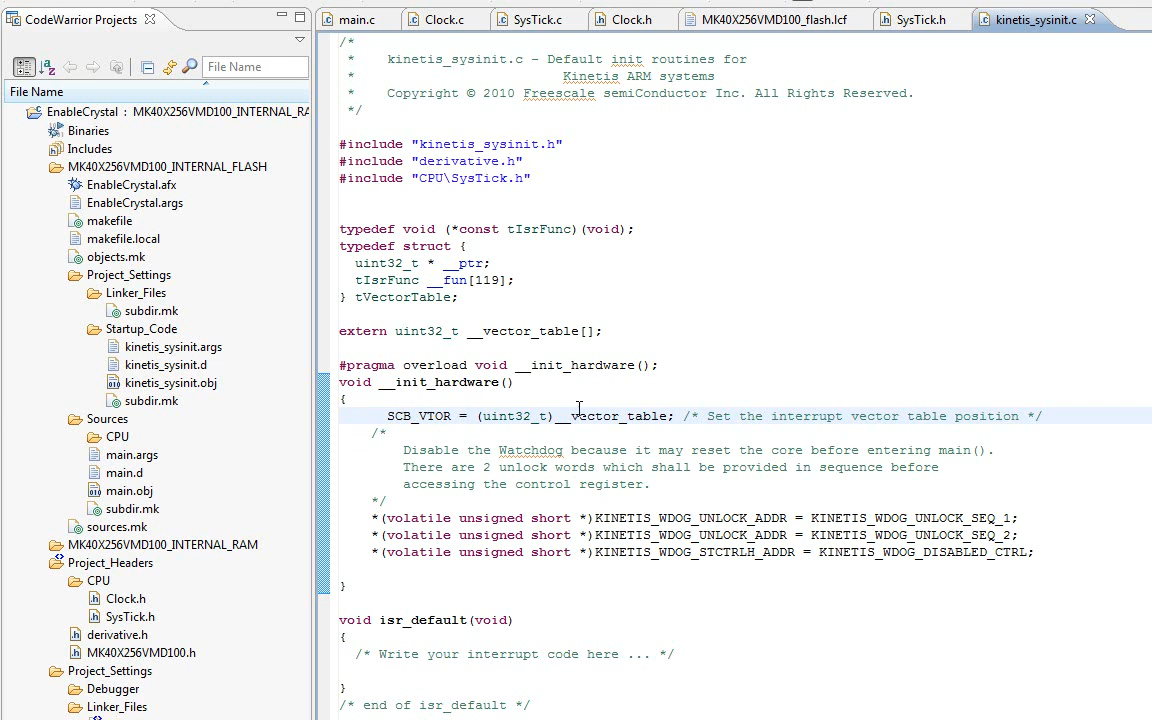 CodeWarrior Projects
File Name
File Name
EnableCrystal : MK40X256VMD100_INTERNAL_RA
Binaries
Includes
MK40X256VMD100_INTERNAL_FLASH
EnableCrystal.afx
EnableCrystal.args
makefile
makefile.local
objects.mk
Project_Settings
Linker_Files
subdir.mk
Startup_Code
kinetis_sysinit.args
kinetis_sysinit.d
kinetis_sysinit.obj
subdir.mk
Sources
CPU
main.args
main.d
main.obj
subdir.mk
sources.mk
MK40X256VMD100_INTERNAL_RAM
Project_Headers
CPU
Clock.h
SysTick.h
derivative.h
MK40X256VMD100.h
Project_Settings
Debugger
Linker_Files
main.c Clock.c SysTick.c Clock.h MK40X256VMD100_flash.lcf SysTick.h kinetis_sysinit.c
/*
* kinetis_sysinit.c - Default init routines for
* Kinetis ARM systems
* Copyright © 2010 Freescale semiConductor Inc. All Rights Reserved.
*/
#include "kinetis_sysinit.h"
#include "derivative.h"
#include "CPU\SysTick.h"
typedef void (*const tIsrFunc)(void);
typedef struct {
uint32_t * __ptr;
tIsrFunc __fun[119];
} tVectorTable;
extern uint32_t __vector_table[];
#pragma overload void __init_hardware();
void __init_hardware()
{
SCB_VTOR = (uint32_t)__vector_table; /* Set the interrupt vector table position */
/*
Disable the Watchdog because it may reset the core before entering main().
There are 2 unlock words which shall be provided in sequence before
accessing the control register.
*/
*(volatile unsigned short *)KINETIS_WDOG_UNLOCK_ADDR = KINETIS_WDOG_UNLOCK_SEQ_1;
*(volatile unsigned short *)KINETIS_WDOG_UNLOCK_ADDR = KINETIS_WDOG_UNLOCK_SEQ_2;
*(volatile unsigned short *)KINETIS_WDOG_STCTRLH_ADDR = KINETIS_WDOG_DISABLED_CTRL;
}
void isr_default(void)
{
/* Write your interrupt code here ... */
}
/* end of isr_default */